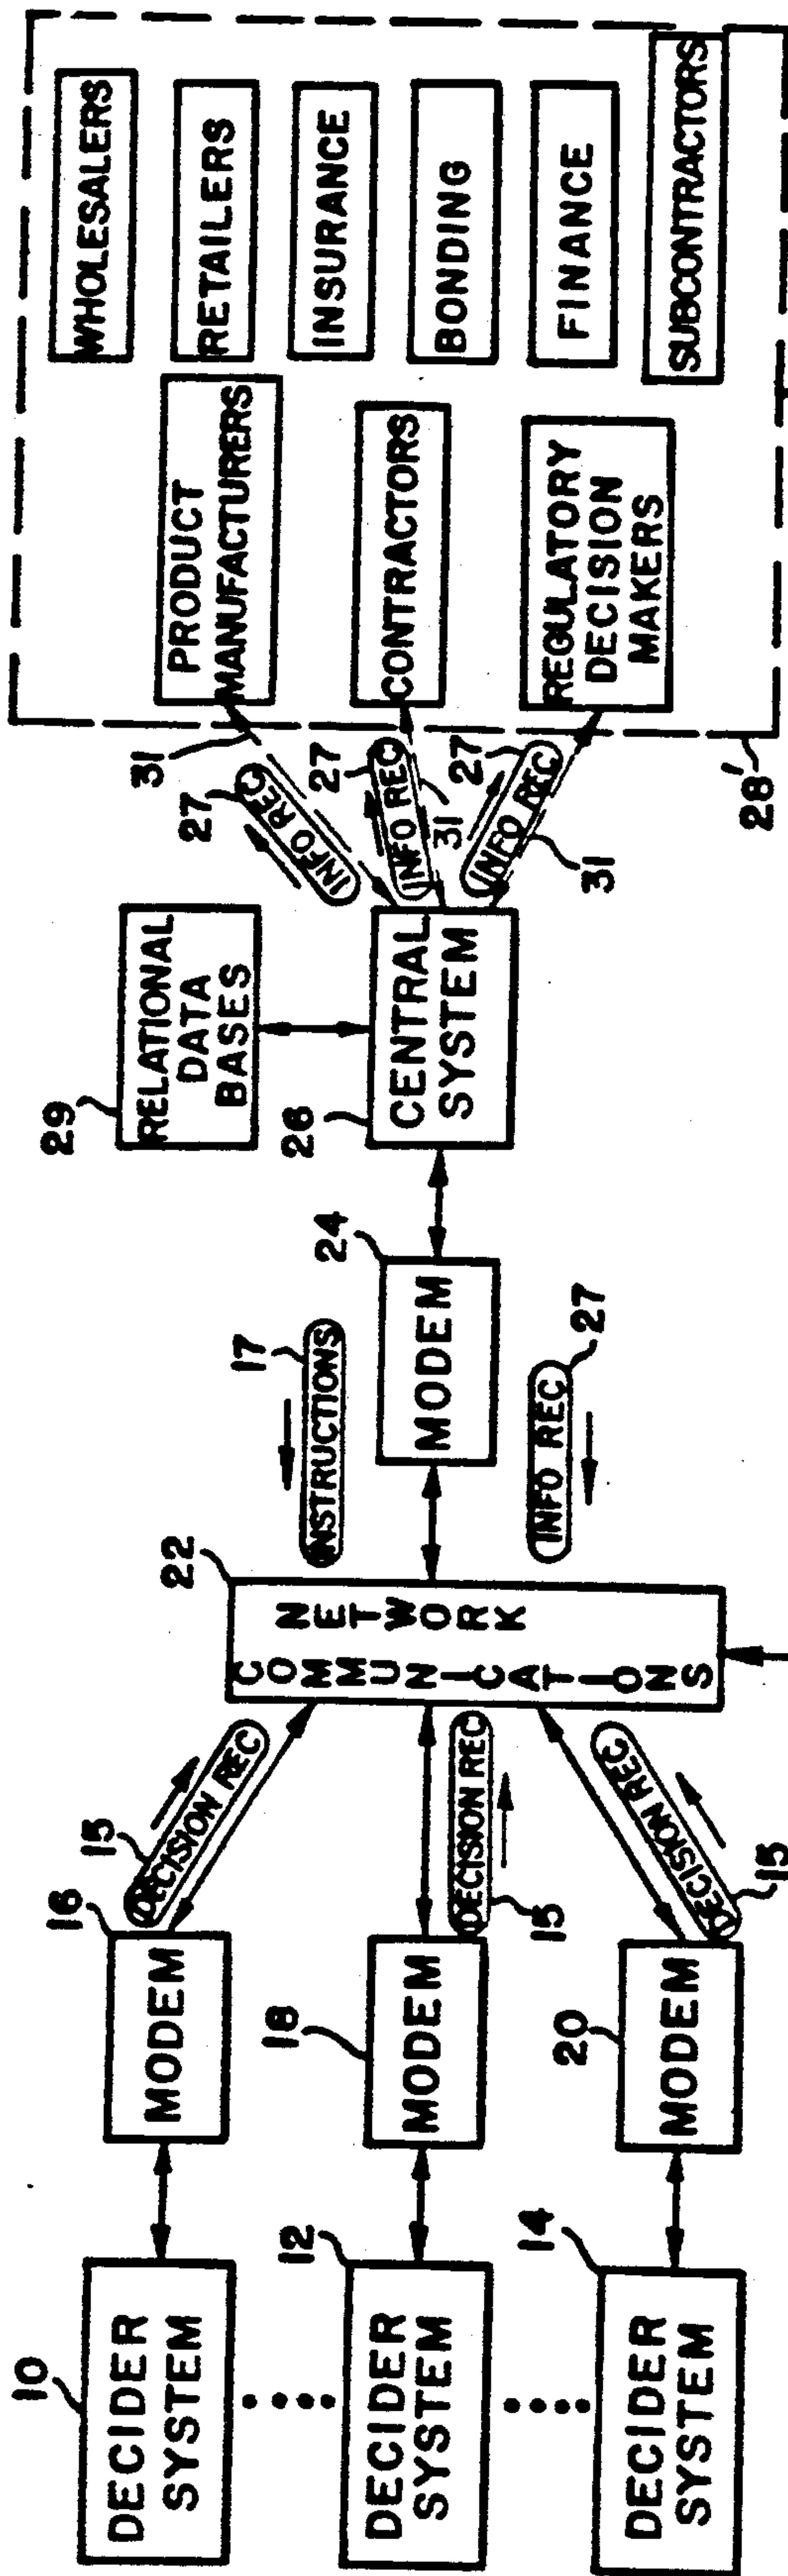 10
DECIDER
SYSTEM
12
DECIDER
SYSTEM
14
DECIDER
SYSTEM
16
MODEM
18
MODEM
20
MODEM
15
DECISION REC
DECISION REC
15
DECISION REC
15
22
COMMUNICATIONS
NETWORK
17
INSTRUCTIONS
24
MODEM
INFO REC
27
29
RELATIONAL
DATA
BASES
26
CENTRAL
SYSTEM
27
INFO REC
31
27
INFO REC
31
27
INFO REC
31
PRODUCT
MANUFACTURERS
CONTRACTORS
REGULATORY
DECISION
MAKERS
WHOLESALERS
RETAILERS
INSURANCE
BONDING
FINANCE
SUBCONTRACTORS
28'